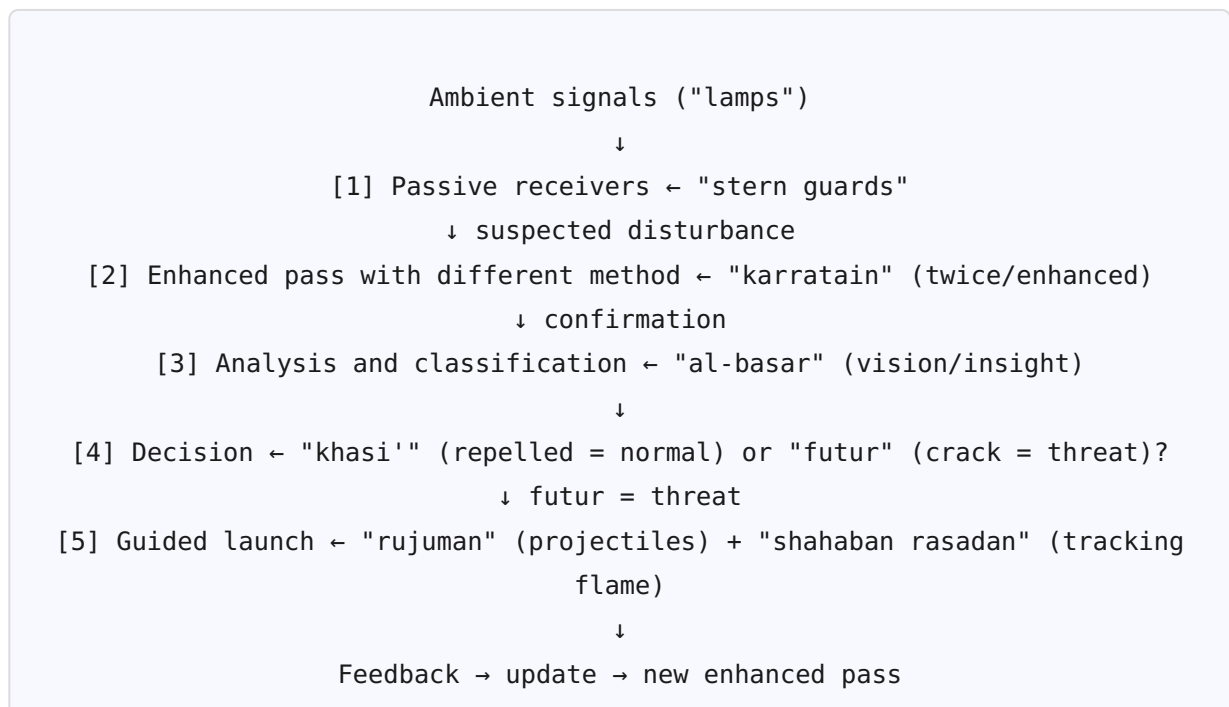 Ambient signals ("lamps")
↓
[1] Passive receivers ← "stern guards"
↓ suspected disturbance
[2] Enhanced pass with different method ← "karratain" (twice/enhanced)
↓ confirmation
[3] Analysis and classification ← "al-basar" (vision/insight)
↓
[4] Decision ← "khasi'" (repelled = normal) or "futur" (crack = threat)?
↓ futur = threat
[5] Guided launch ← "rujuman" (projectiles) + "shahaban rasadan" (tracking
flame)
↓
Feedback → update → new enhanced pass